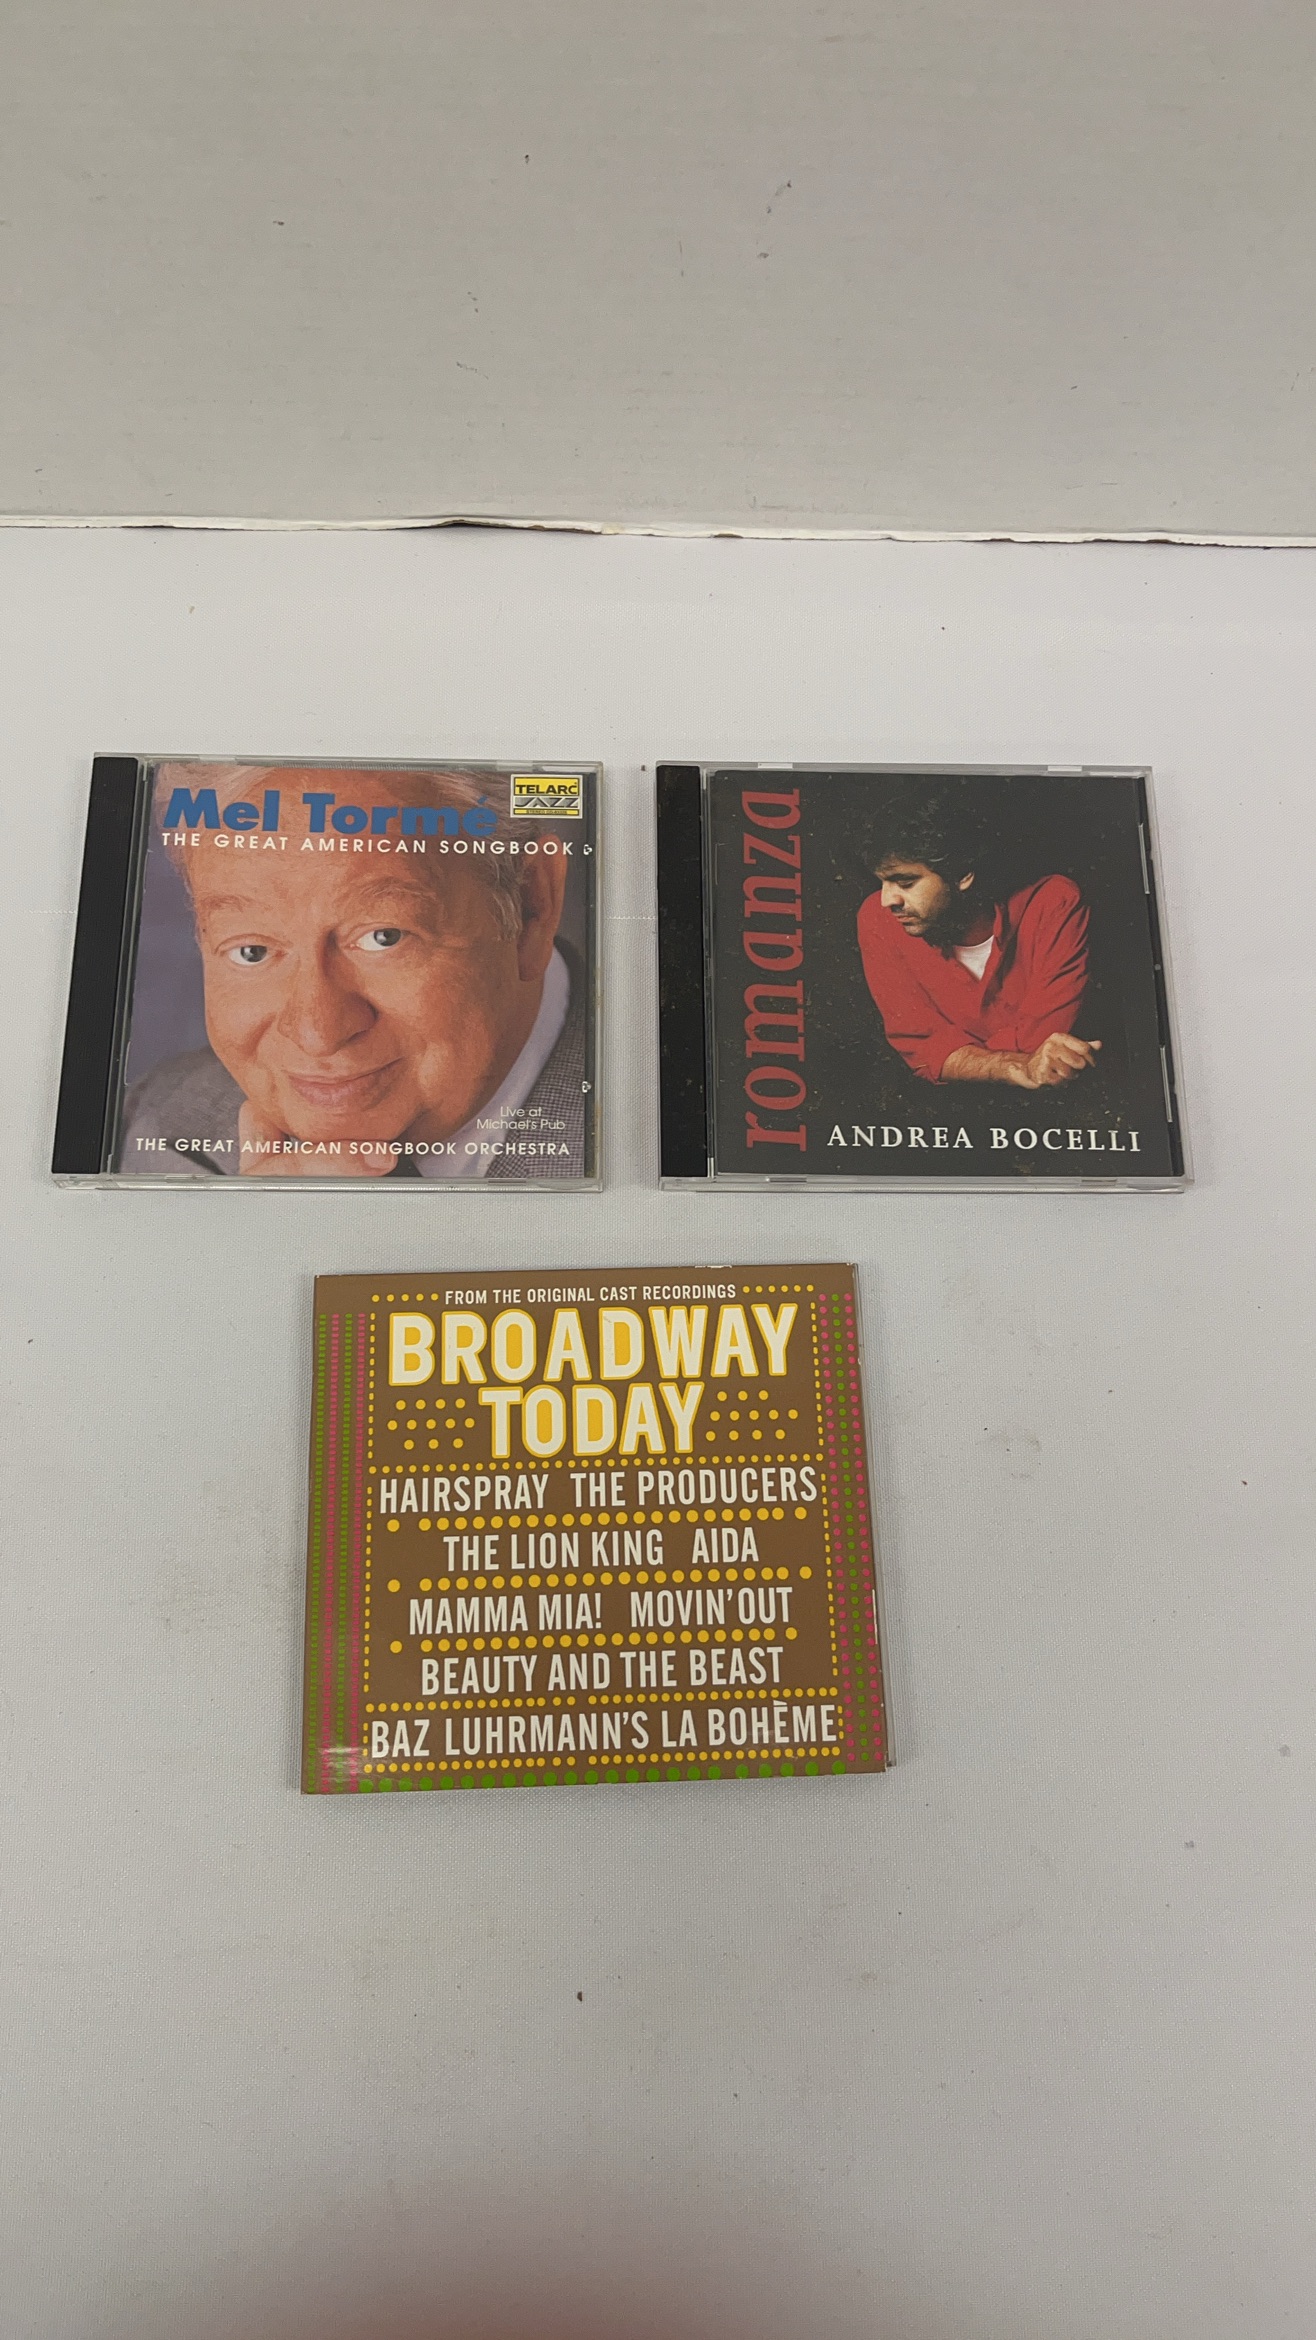 Mel Tormé
TELARC
JAZZ
THE GREAT AMERICAN SONGBOOK
Live at
Michael's Pub
THE GREAT AMERICAN SONGBOOK ORCHESTRA
romanza
ANDREA BOCELLI
FROM THE ORIGINAL CAST RECORDINGS
BROADWAY
TODAY
HAIRSPRAY THE PRODUCERS
THE LION KING AIDA
MAMMA MIA! MOVIN'OUT
BEAUTY AND THE BEAST
BAZ LUHRMANN'S LA BOHÈME